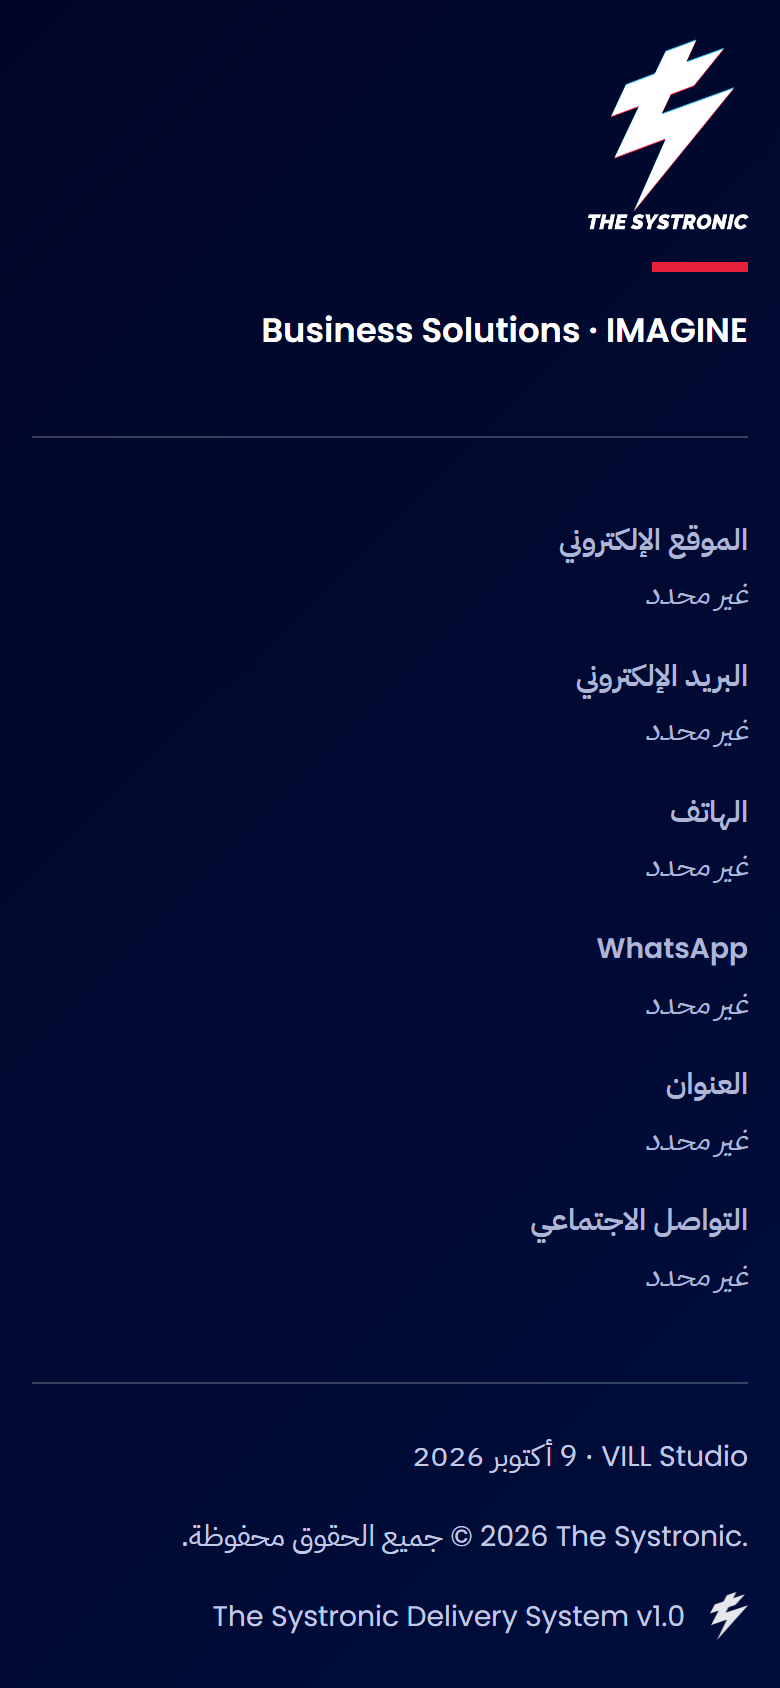 THE SYSTRONIC
Business Solutions · IMAGINE
الموقع الإلكتروني
غير محدد
البريد الإلكتروني
غير محدد
الهاتف
غير محدد
WhatsApp
غير محدد
العنوان
غير محدد
التواصل الاجتماعي
غير محدد
VILL Studio · 9 أكتوبر 2026
© 2026 The Systronic. جميع الحقوق محفوظة.
The Systronic Delivery System v1.0